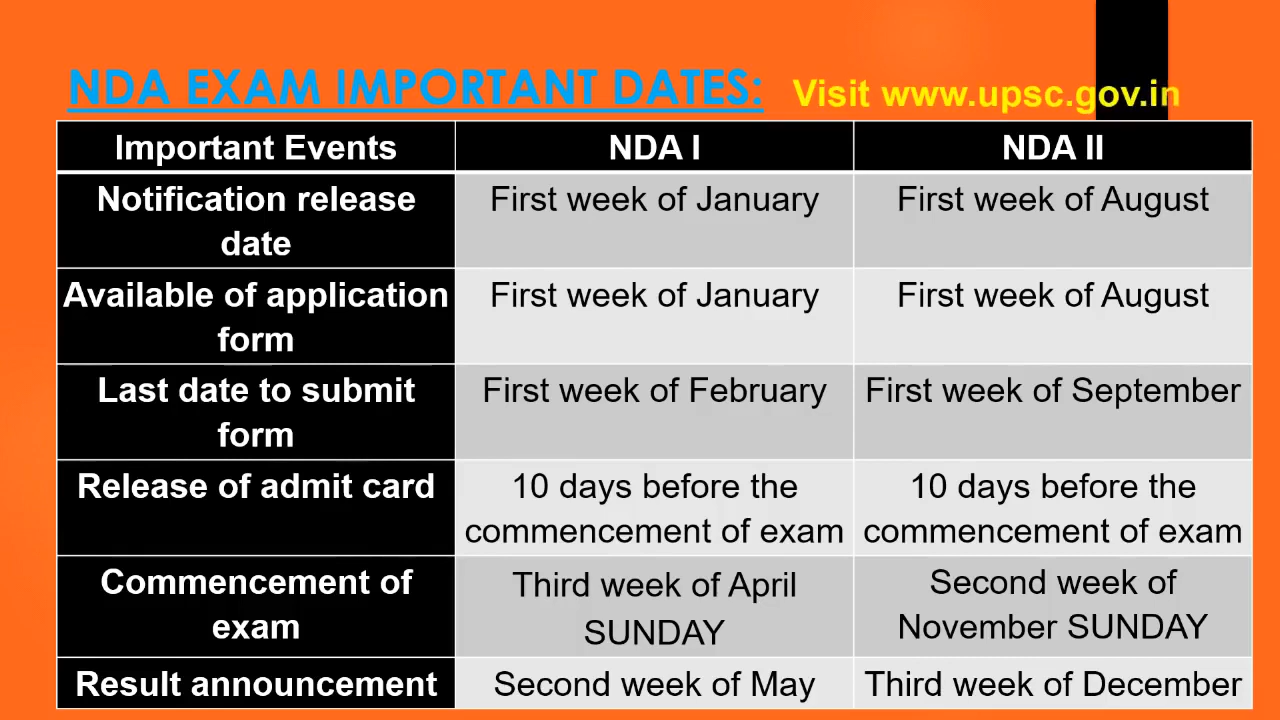 NDA EXAM IMPORTANT DATES: Visit www.upsc.gov.in
Important Events NDA I NDA II
Notification release date First week of January First week of August
Available of application form First week of January First week of August
Last date to submit form First week of February First week of September
Release of admit card 10 days before the commencement of exam 10 days before the commencement of exam
Commencement of exam Third week of April SUNDAY Second week of November SUNDAY
Result announcement Second week of May Third week of December